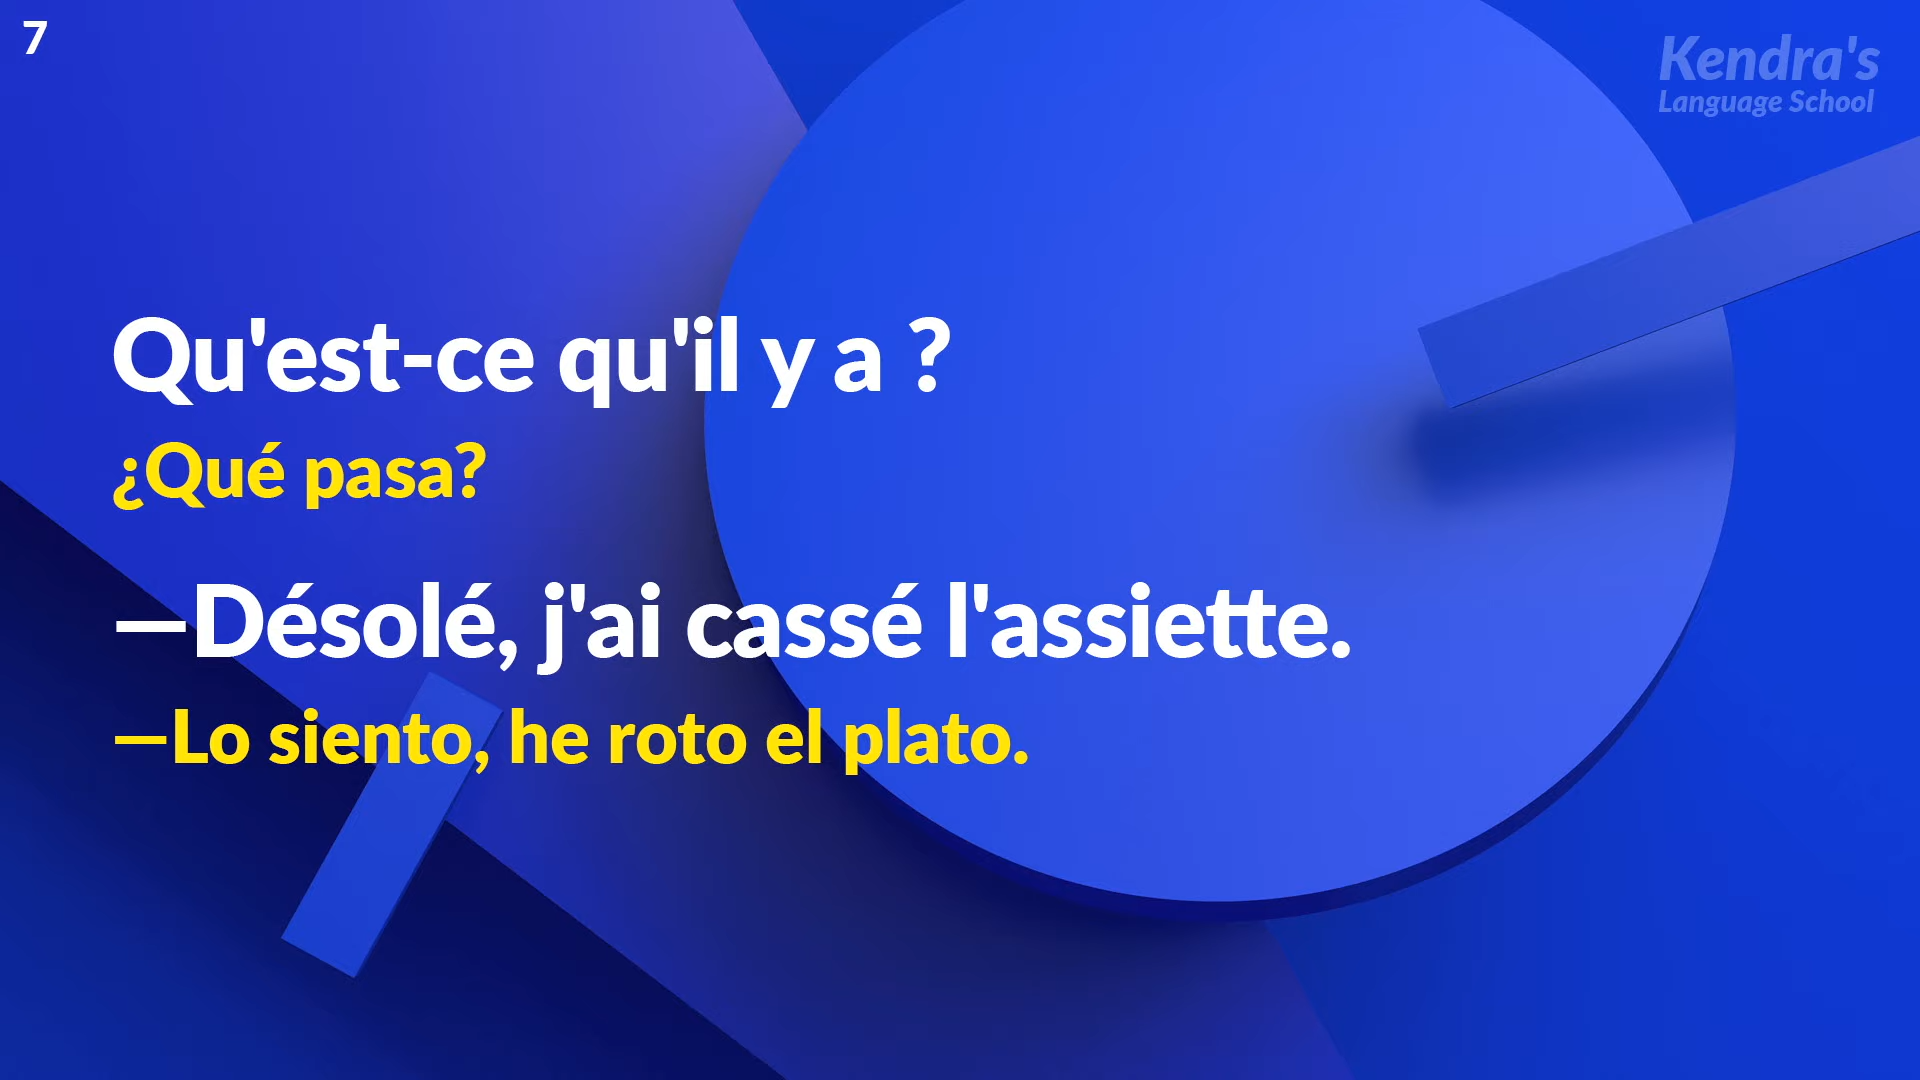 7
Kendra's
Language School
Qu'est-ce qu'il y a ?
¿Qué pasa?
—Désolé, j'ai cassé l'assiette.
—Lo siento, he roto el plato.